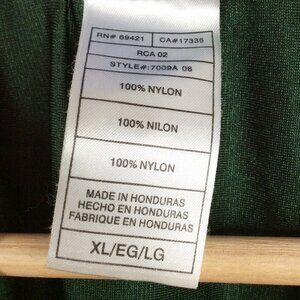 RN# 69421 CA#17335
RCA 02
STYLE#:7009A 06
100% NYLON
100% NILON
100% NYLON
MADE IN HONDURAS
HECHO EN HONDURAS
FABRIQUE EN HONDURAS
XL/EG/LG